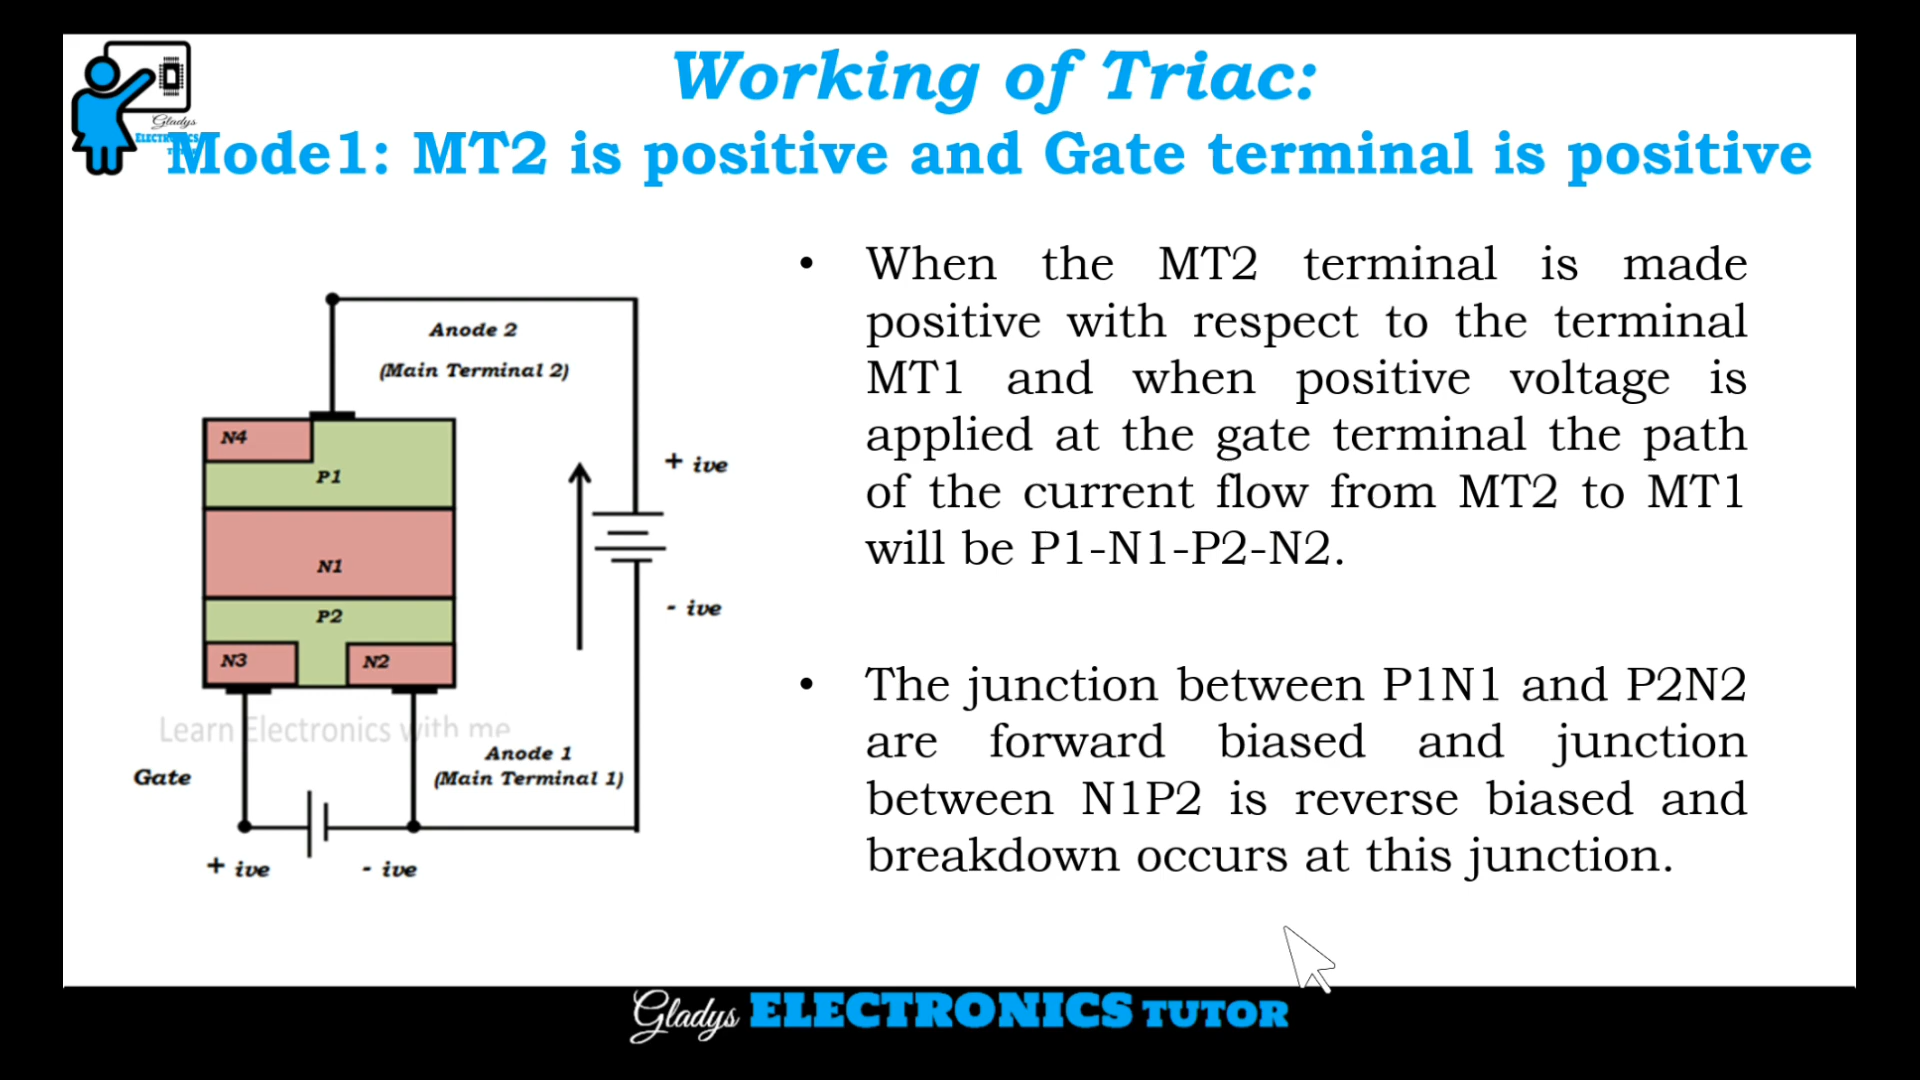 Working of Triac:
Gladys
ELECTRONICS
Mode1: MT2 is positive and Gate terminal is positive
Anode 2
(Main Terminal 2)
N4
P1
N1
P2
N3
N2
+ ive
- ive
Learn Electronics with me
Anode 1
(Main Terminal 1)
Gate
+ ive
- ive
• When the MT2 terminal is made
positive with respect to the terminal
MT1 and when positive voltage is
applied at the gate terminal the path
of the current flow from MT2 to MT1
will be P1-N1-P2-N2.
• The junction between P1N1 and P2N2
are forward biased and junction
between N1P2 is reverse biased and
breakdown occurs at this junction.
Gladys ELECTRONICS TUTOR